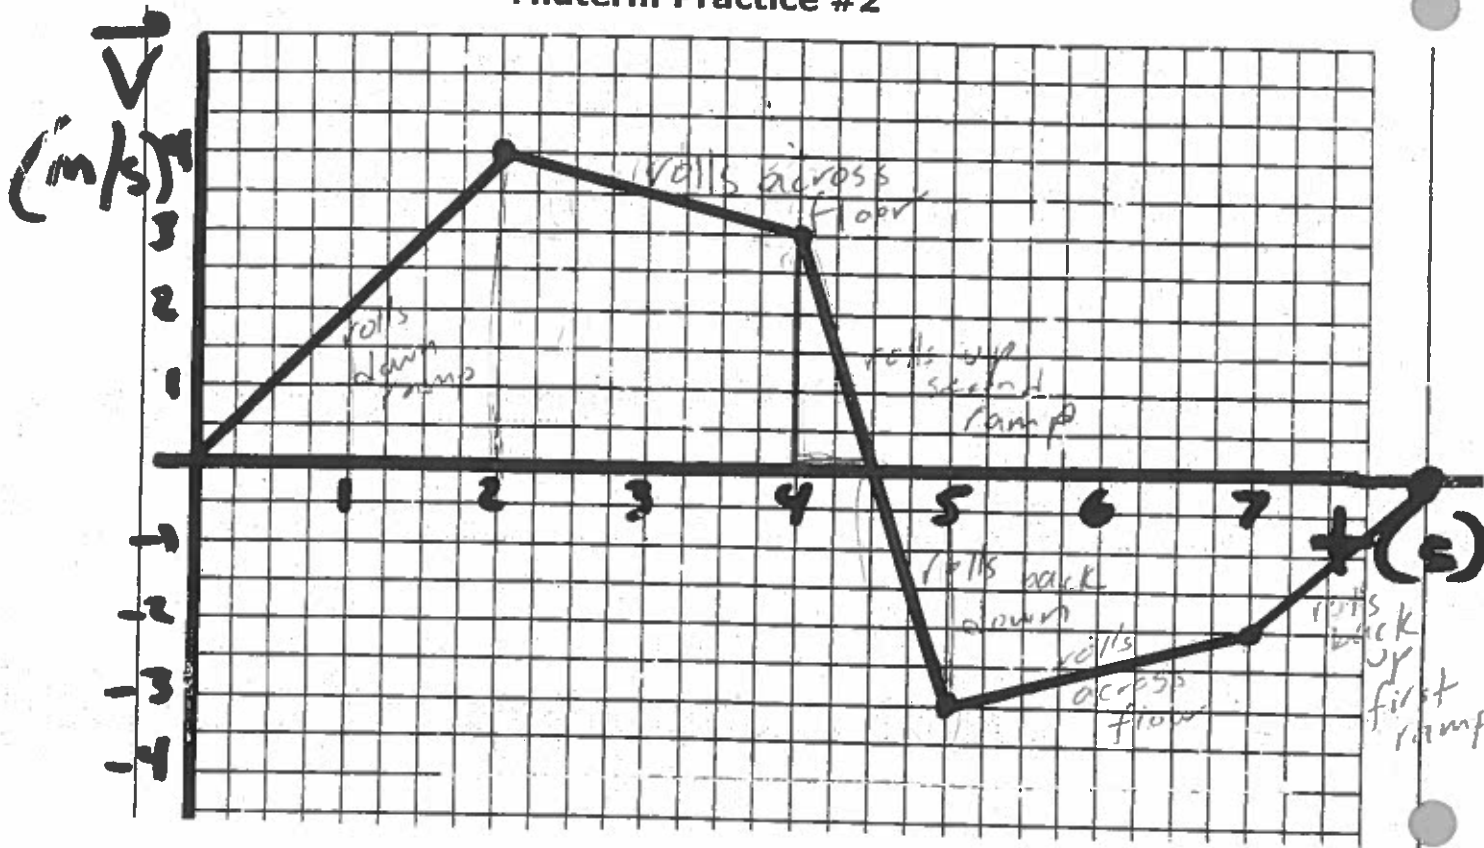 Midterm Practice #2
V
(m/s)
4
3
2
1
-1
-2
-3
-4
1 2 3 4 5 6 7
t (s)
rolls
down
ramp
rolls across
floor
rolls up
second
ramp
rolls back
down
rolls
across
floor
rolls
back
up
first
ramp